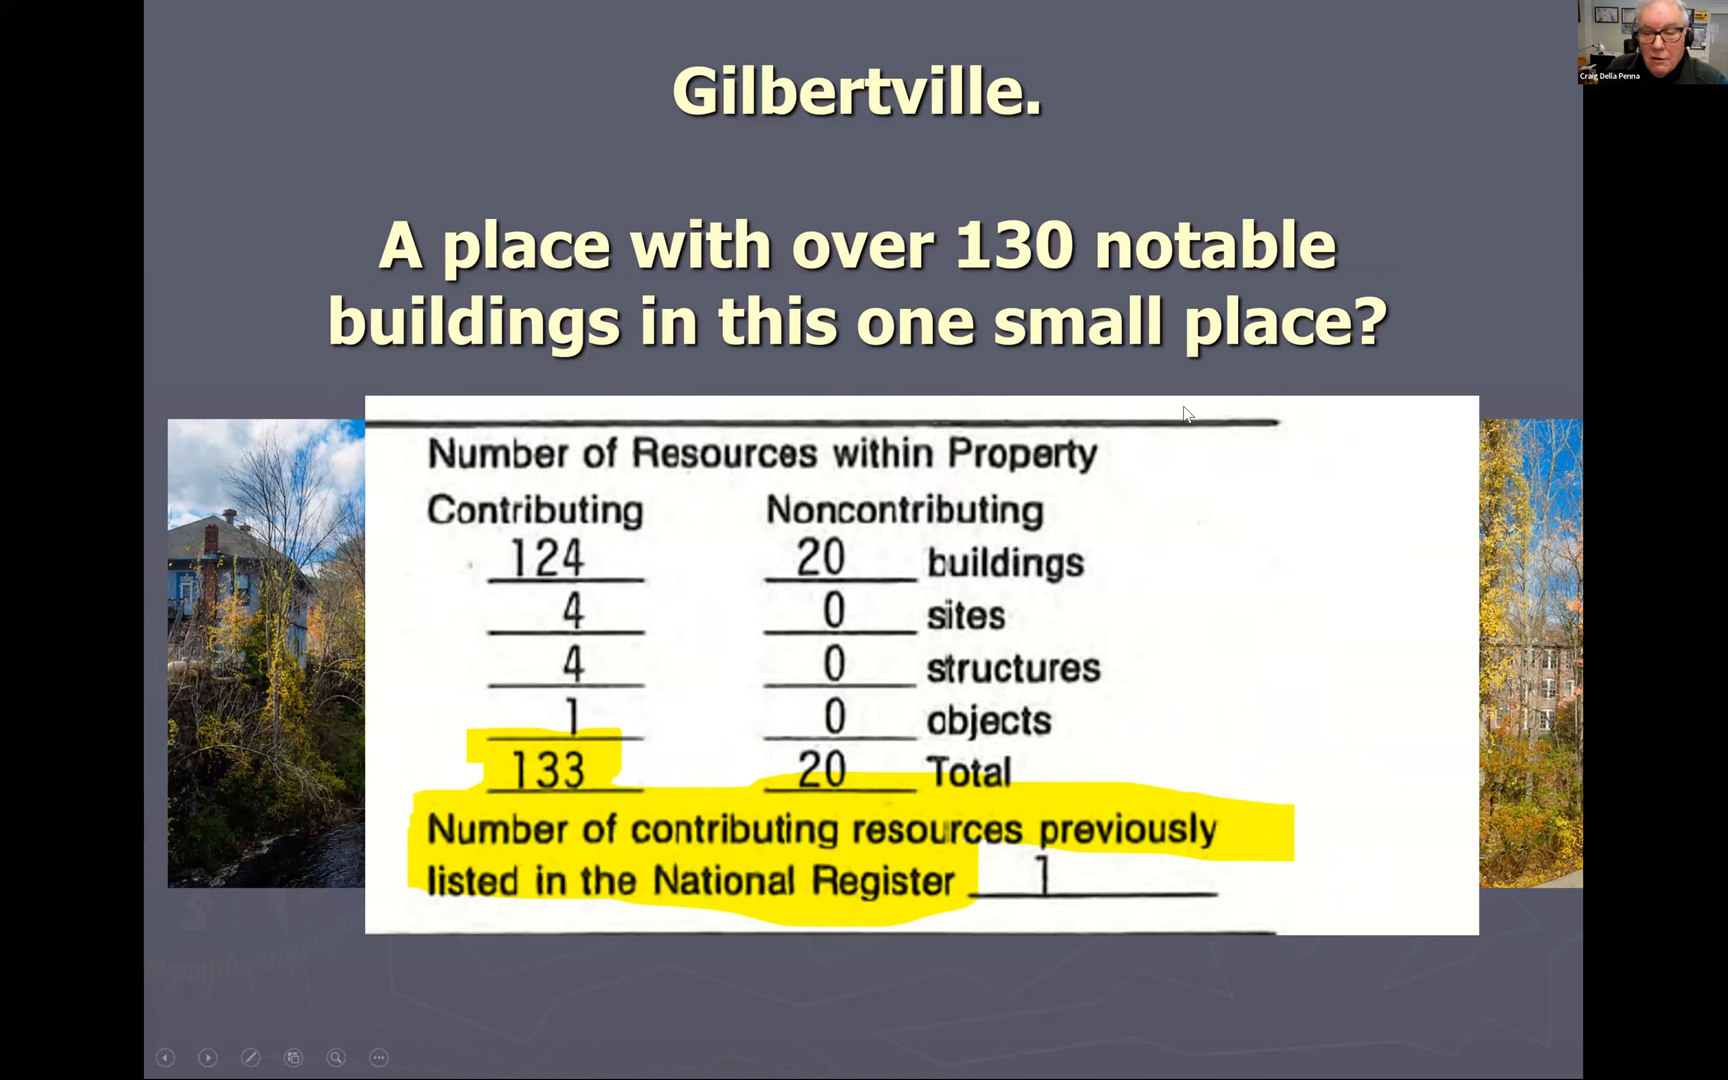 Craig Della Penna
Gilbertville.
A place with over 130 notable
buildings in this one small place?
Number of Resources within Property
Contributing Noncontributing
124 20 buildings
4 0 sites
4 0 structures
1 0 objects
133 20 Total
Number of contributing resources previously
listed in the National Register 1